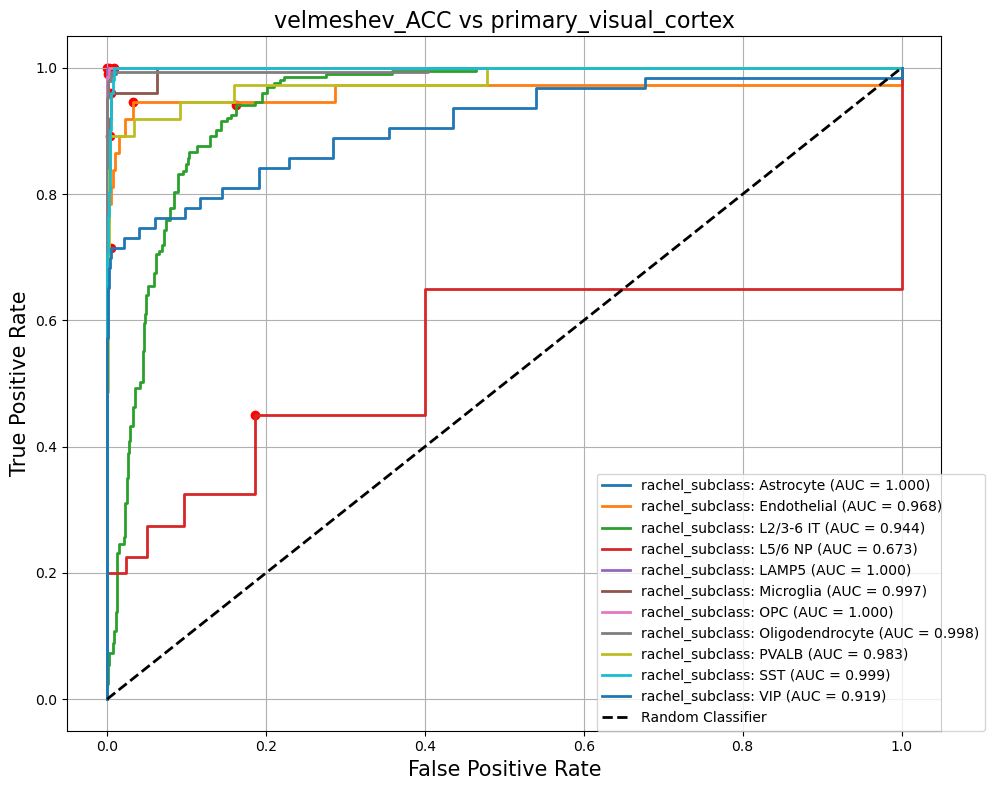 velmeshev_ACC vs primary_visual_cortex
True Positive Rate
1.0
0.8
0.6
0.4
0.2
0.0
rachel_subclass: Astrocyte (AUC = 1.000)
rachel_subclass: Endothelial (AUC = 0.968)
rachel_subclass: L2/3-6 IT (AUC = 0.944)
rachel_subclass: L5/6 NP (AUC = 0.673)
rachel_subclass: LAMP5 (AUC = 1.000)
rachel_subclass: Microglia (AUC = 0.997)
rachel_subclass: OPC (AUC = 1.000)
rachel_subclass: Oligodendrocyte (AUC = 0.998)
rachel_subclass: PVALB (AUC = 0.983)
rachel_subclass: SST (AUC = 0.999)
rachel_subclass: VIP (AUC = 0.919)
Random Classifier
0.0 0.2 0.4 0.6 0.8 1.0
False Positive Rate